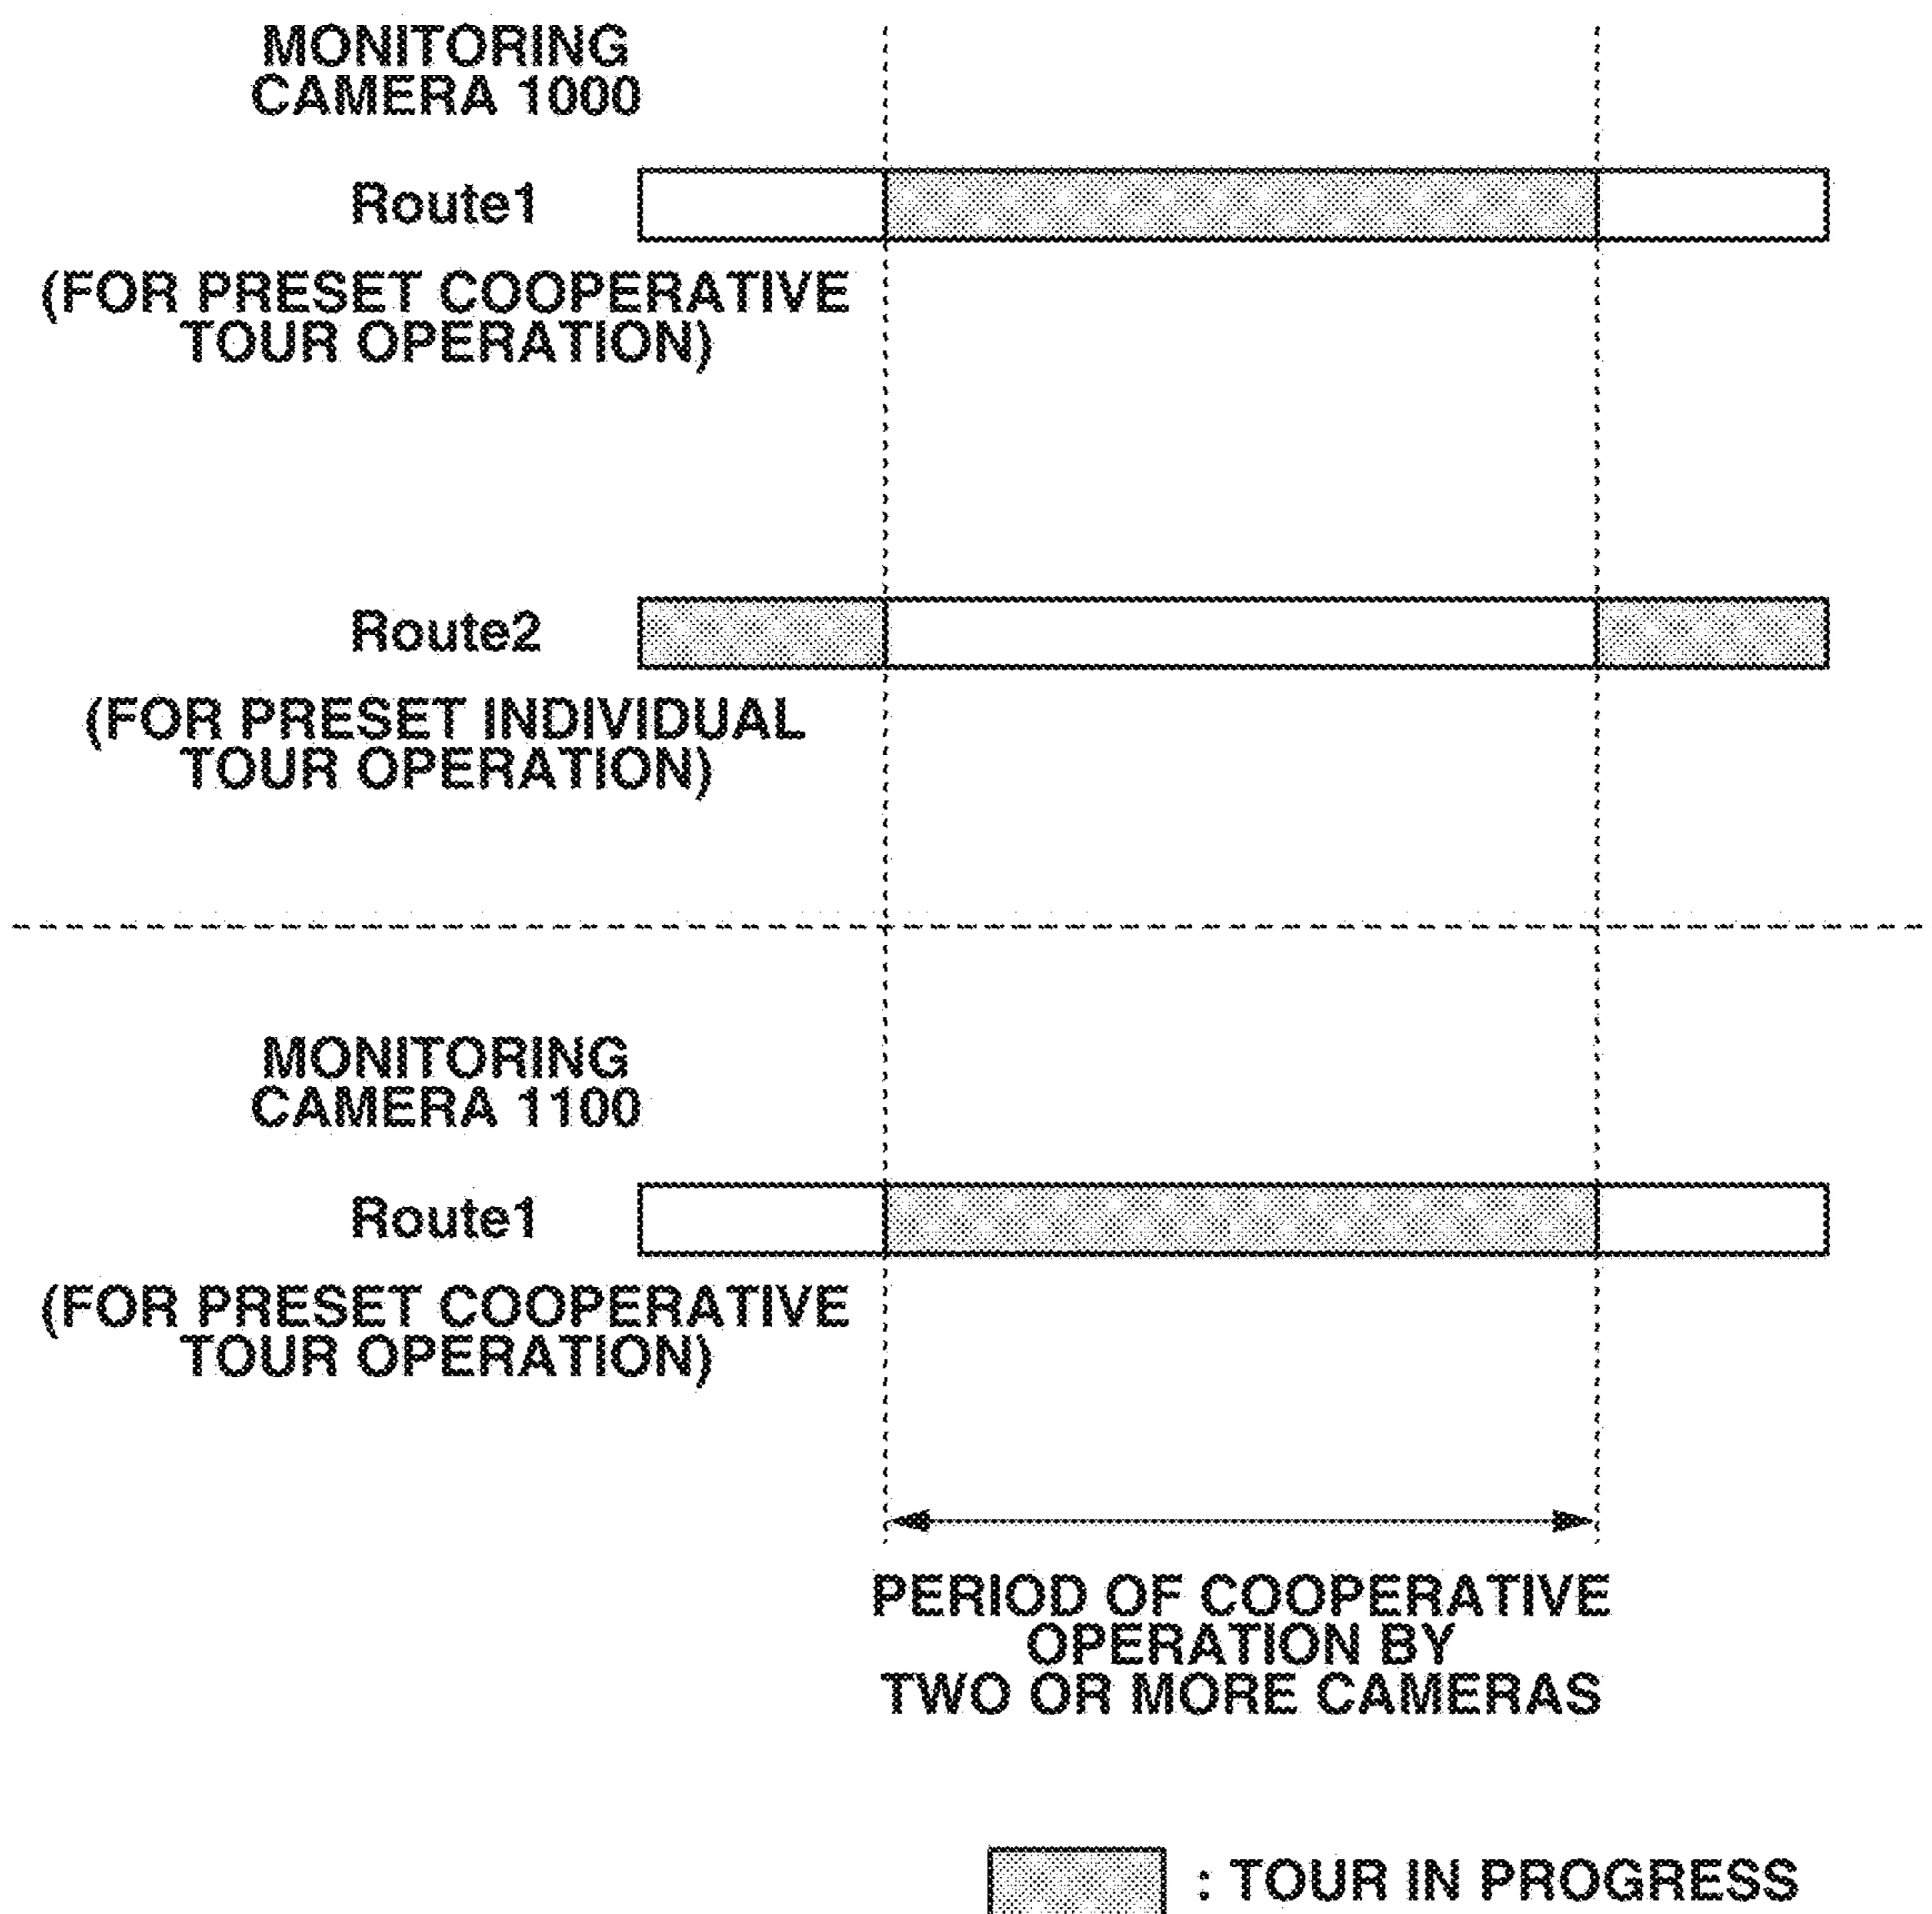 MONITORING
CAMERA 1000
Route1
(FOR PRESET COOPERATIVE
TOUR OPERATION)
Route2
(FOR PRESET INDIVIDUAL
TOUR OPERATION)
MONITORING
CAMERA 1100
Route1
(FOR PRESET COOPERATIVE
TOUR OPERATION)
PERIOD OF COOPERATIVE
OPERATION BY
TWO OR MORE CAMERAS
: TOUR IN PROGRESS